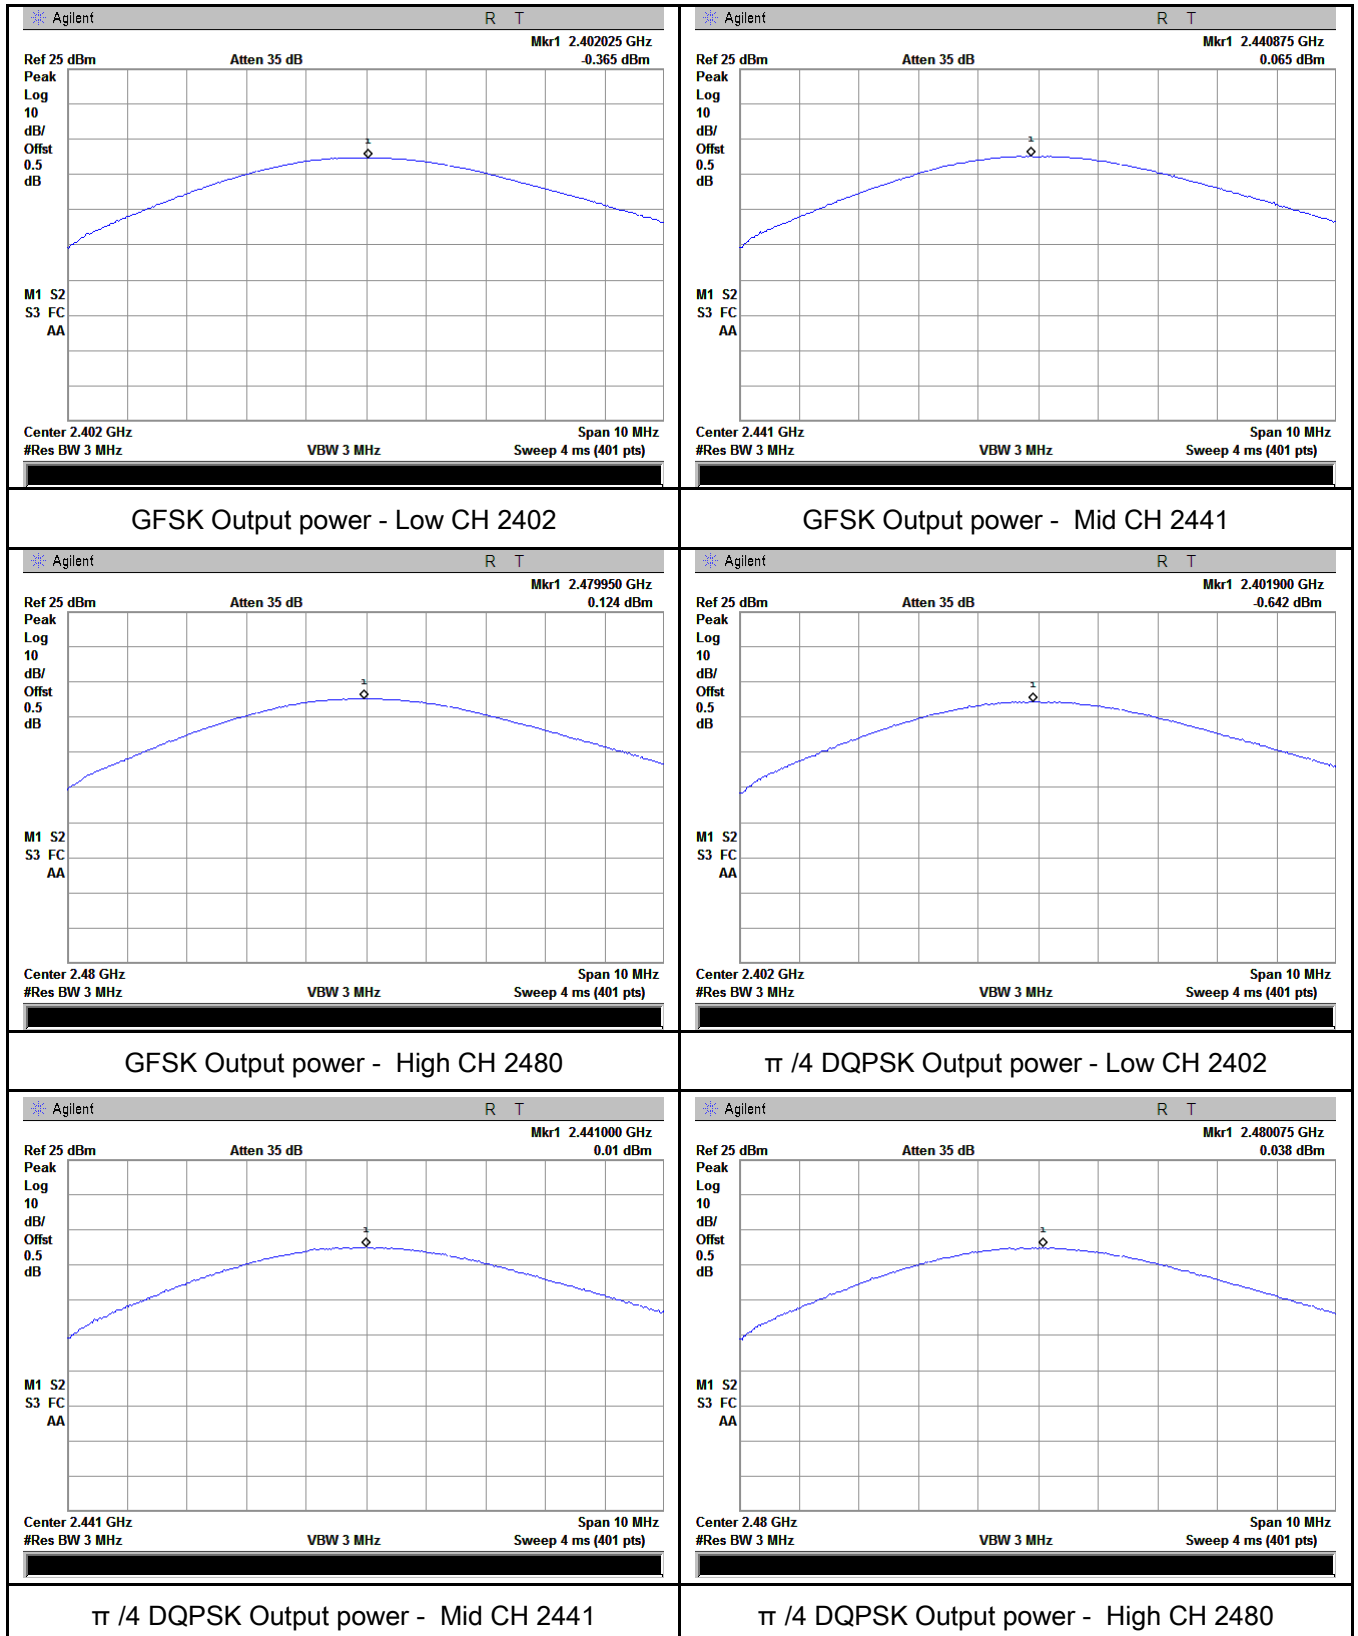 Agilent R T
Mkr1 2.402025 GHz
Ref 25 dBm Atten 35 dB -0.365 dBm
Peak
Log
10
dB/
Offst
0.5
dB
1
M1 S2
S3 FC
AA
Center 2.402 GHz Span 10 MHz
#Res BW 3 MHz VBW 3 MHz Sweep 4 ms (401 pts)
GFSK Output power - Low CH 2402
Agilent R T
Mkr1 2.440875 GHz
Ref 25 dBm Atten 35 dB 0.065 dBm
Peak
Log
10
dB/
Offst
0.5
dB
1
M1 S2
S3 FC
AA
Center 2.441 GHz Span 10 MHz
#Res BW 3 MHz VBW 3 MHz Sweep 4 ms (401 pts)
GFSK Output power - Mid CH 2441
Agilent R T
Mkr1 2.479950 GHz
Ref 25 dBm Atten 35 dB 0.124 dBm
Peak
Log
10
dB/
Offst
0.5
dB
1
M1 S2
S3 FC
AA
Center 2.48 GHz Span 10 MHz
#Res BW 3 MHz VBW 3 MHz Sweep 4 ms (401 pts)
GFSK Output power - High CH 2480
Agilent R T
Mkr1 2.401900 GHz
Ref 25 dBm Atten 35 dB -0.642 dBm
Peak
Log
10
dB/
Offst
0.5
dB
1
M1 S2
S3 FC
AA
Center 2.402 GHz Span 10 MHz
#Res BW 3 MHz VBW 3 MHz Sweep 4 ms (401 pts)
π /4 DQPSK Output power - Low CH 2402
Agilent R T
Mkr1 2.441000 GHz
Ref 25 dBm Atten 35 dB 0.01 dBm
Peak
Log
10
dB/
Offst
0.5
dB
1
M1 S2
S3 FC
AA
Center 2.441 GHz Span 10 MHz
#Res BW 3 MHz VBW 3 MHz Sweep 4 ms (401 pts)
π /4 DQPSK Output power - Mid CH 2441
Agilent R T
Mkr1 2.480075 GHz
Ref 25 dBm Atten 35 dB 0.038 dBm
Peak
Log
10
dB/
Offst
0.5
dB
1
M1 S2
S3 FC
AA
Center 2.48 GHz Span 10 MHz
#Res BW 3 MHz VBW 3 MHz Sweep 4 ms (401 pts)
π /4 DQPSK Output power - High CH 2480